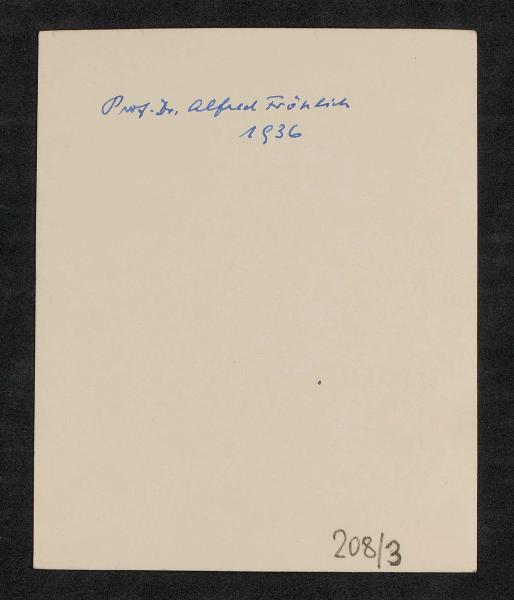 Prof. Dr. Alfred Fröhlich
1936
208/3